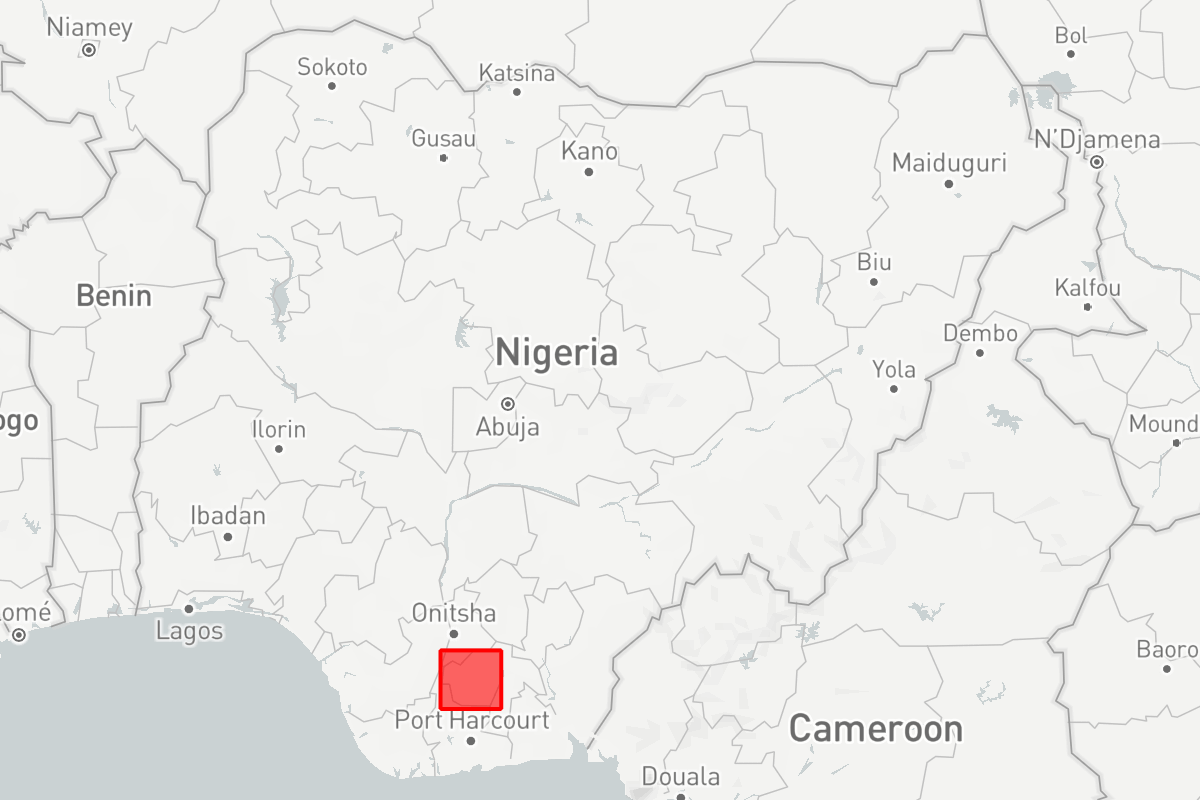 Niamey
Bol
Sokoto
Katsina
Gusau
Kano
N'Djamena
Maiduguri
Biu
Benin
Kalfou
Nigeria
Dembo
Yola
ogo
Abuja
Ilorin
Mound
Ibadan
omé
Lagos
Onitsha
Baoro
Port Harcourt
Cameroon
Douala